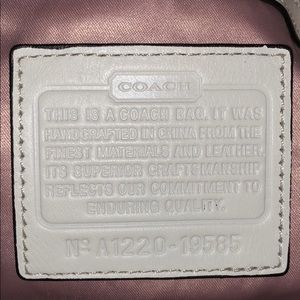 COACH
THIS IS A COACH BAG. IT WAS
HANDCRAFTED IN CHINA FROM THE
FINEST MATERIALS AND LEATHER.
ITS SUPERIOR CRAFTSMANSHIP
REFLECTS OUR COMMITMENT TO
ENDURING QUALITY.
Nº A1220-19585